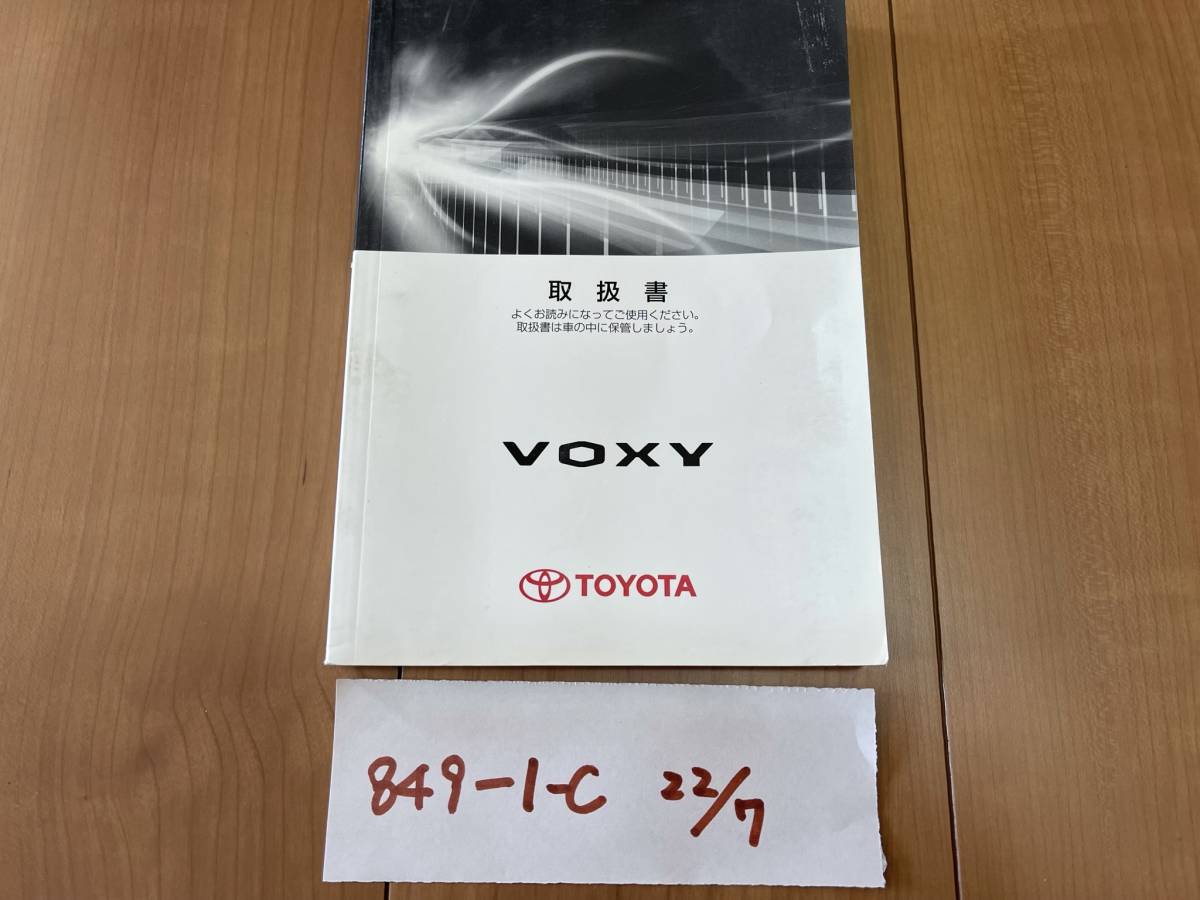 取扱書
よくお読みになってご使用ください。
取扱書は車の中に保管しましょう。
VOXY
TOYOTA
849-1-C 22/7